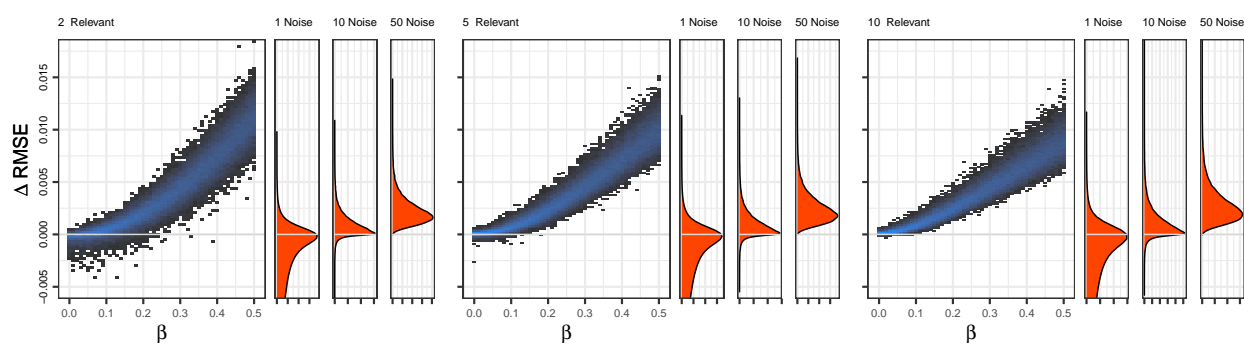 2 Relevant 1 Noise 10 Noise 50 Noise 5 Relevant 1 Noise 10 Noise 50 Noise 10 Relevant 1 Noise 10 Noise 50 Noise
Δ RMSE
0.015
0.010
0.005
0.000
−0.005
0.0 0.1 0.2 0.3 0.4 0.5 0.0 0.1 0.2 0.3 0.4 0.5 0.0 0.1 0.2 0.3 0.4 0.5
β β β